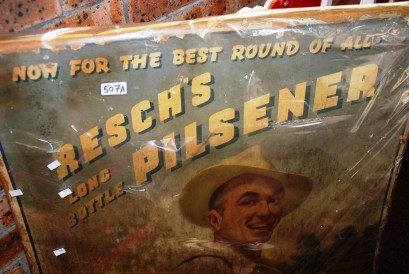 NOW FOR THE BEST ROUND OF ALL
507A
RESCH'S
LONG BOTTLE
PILSENER